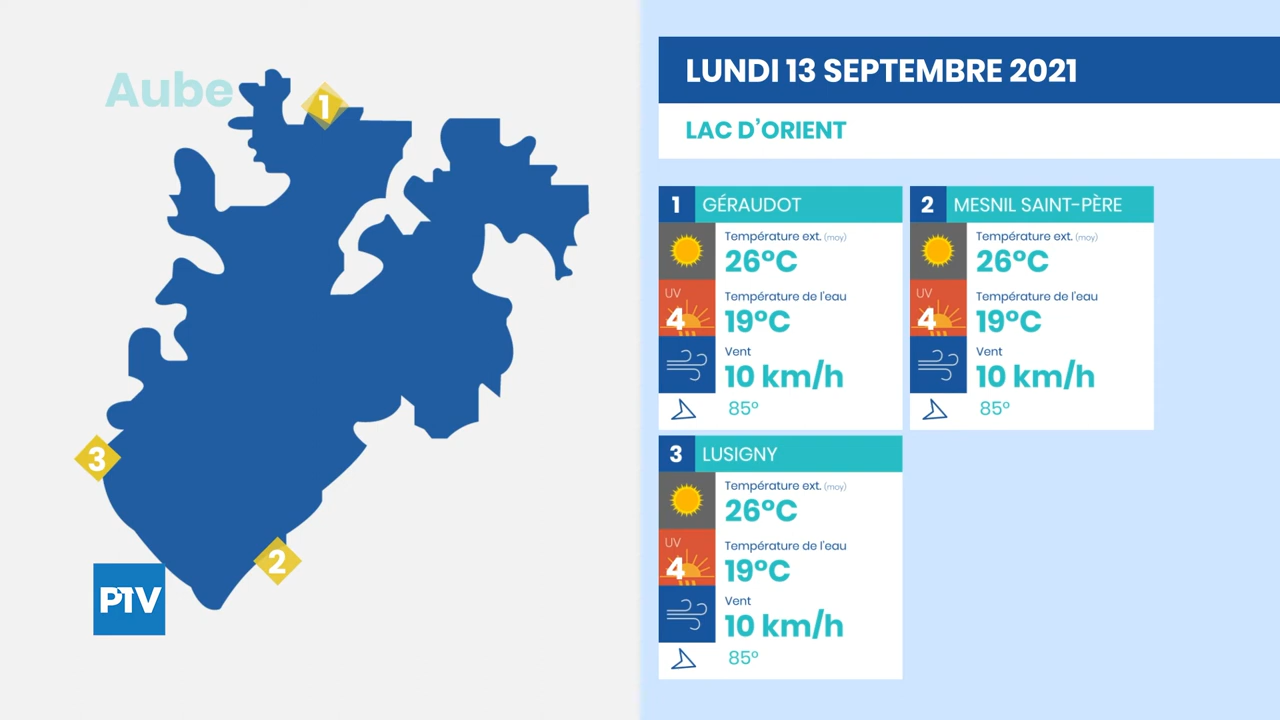 Aube
1
3
2
PTV
LUNDI 13 SEPTEMBRE 2021
LAC D'ORIENT
1 GÉRAUDOT
Température ext. (moy)
26°C
UV
4
Température de l'eau
19°C
Vent
10 km/h
85°
2 MESNIL SAINT-PÈRE
Température ext. (moy)
26°C
UV
4
Température de l'eau
19°C
Vent
10 km/h
85°
3 LUSIGNY
Température ext. (moy)
26°C
UV
4
Température de l'eau
19°C
Vent
10 km/h
85°